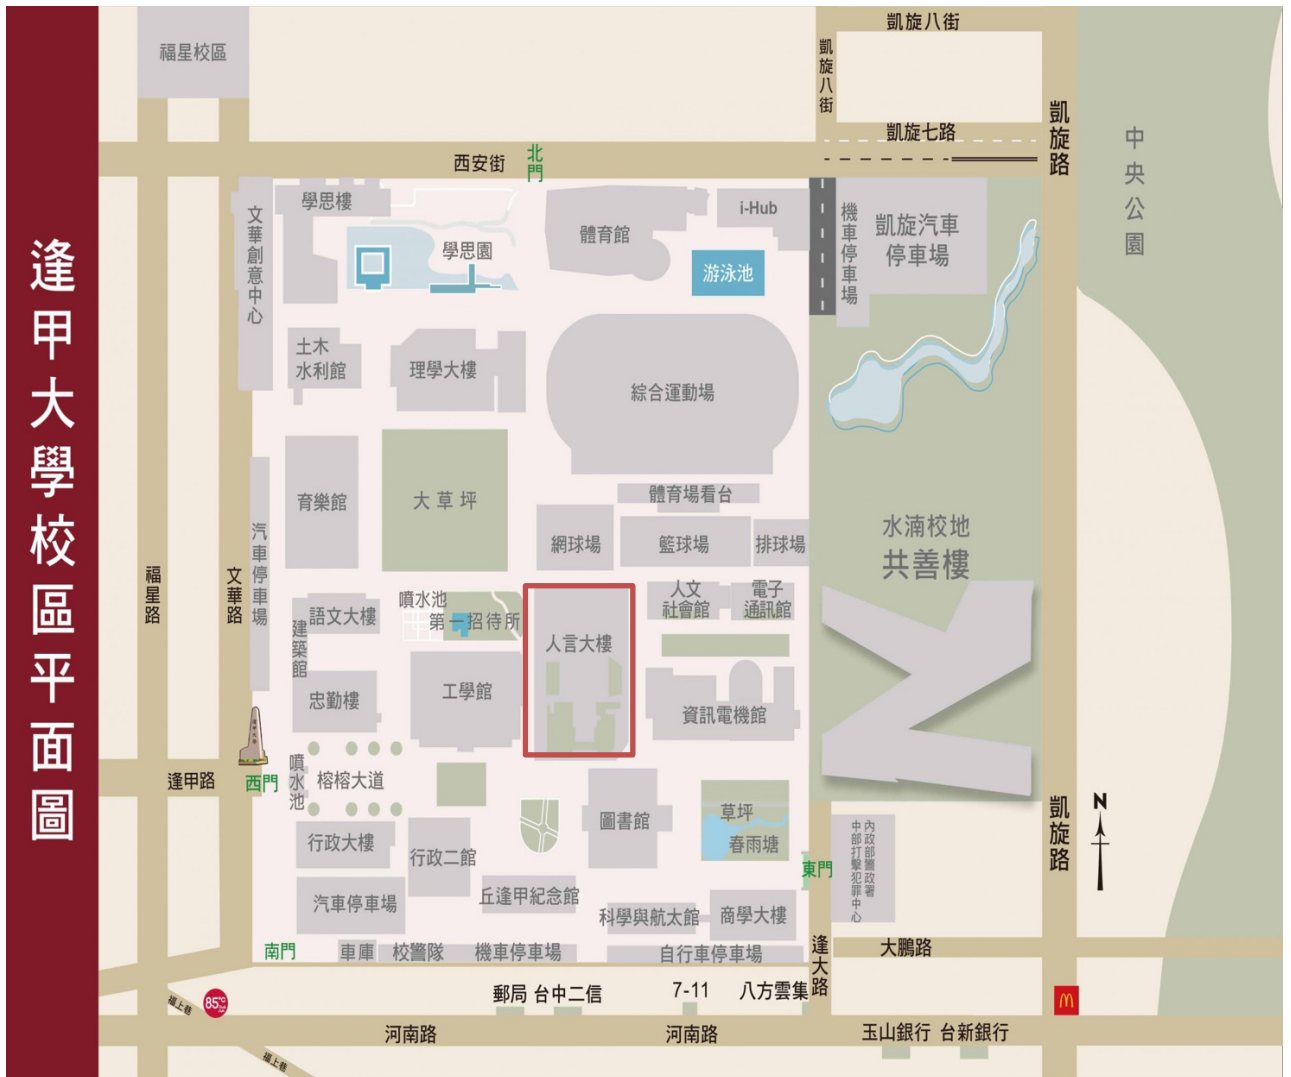 逢甲大學校區平面圖
福星校區
凱旋八街
凱旋八街
凱旋七路
凱旋路
中央公園
西安街
北門
學思樓
文華創意中心
學思園
體育館
i-Hub
游泳池
機車停車場
凱旋汽車
停車場
土木
水利館
理學大樓
綜合運動場
育樂館
大草坪
體育場看台
網球場
籃球場
排球場
水湳校地
共善樓
汽車停車場
福星路
文華路
語文大樓
建築館
噴水池
第一招待所
人言大樓
人文
社會館
電子
通訊館
忠勤樓
工學館
資訊電機館
逢甲大學
逢甲路
西門
噴水池
榕榕大道
圖書館
草坪
春雨塘
行政大樓
行政二館
東門
內政部警政署
中部打擊犯罪中心
凱旋路
N
汽車停車場
丘逢甲紀念館
科學與航太館
商學大樓
南門
車庫
校警隊
機車停車場
自行車停車場
逢大路
大鵬路
福上巷
85°C
郵局
台中二信
7-11
八方雲集
河南路
河南路
玉山銀行
台新銀行
福上巷